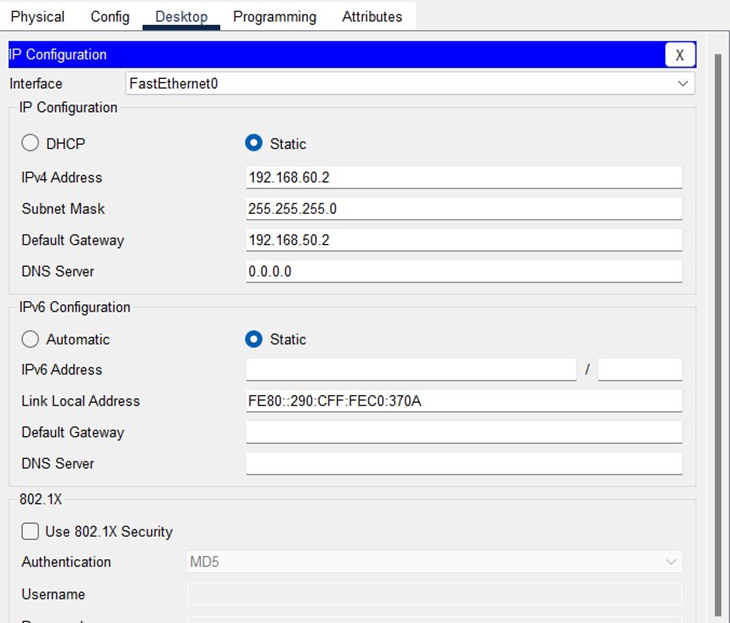 Physical Config Desktop Programming Attributes
IP Configuration X
Interface FastEthernet0
IP Configuration
DHCP Static
IPv4 Address 192.168.60.2
Subnet Mask 255.255.255.0
Default Gateway 192.168.50.2
DNS Server 0.0.0.0
IPv6 Configuration
Automatic Static
IPv6 Address /
Link Local Address FE80::290:CFF:FEC0:370A
Default Gateway
DNS Server
802.1X
Use 802.1X Security
Authentication MD5
Username